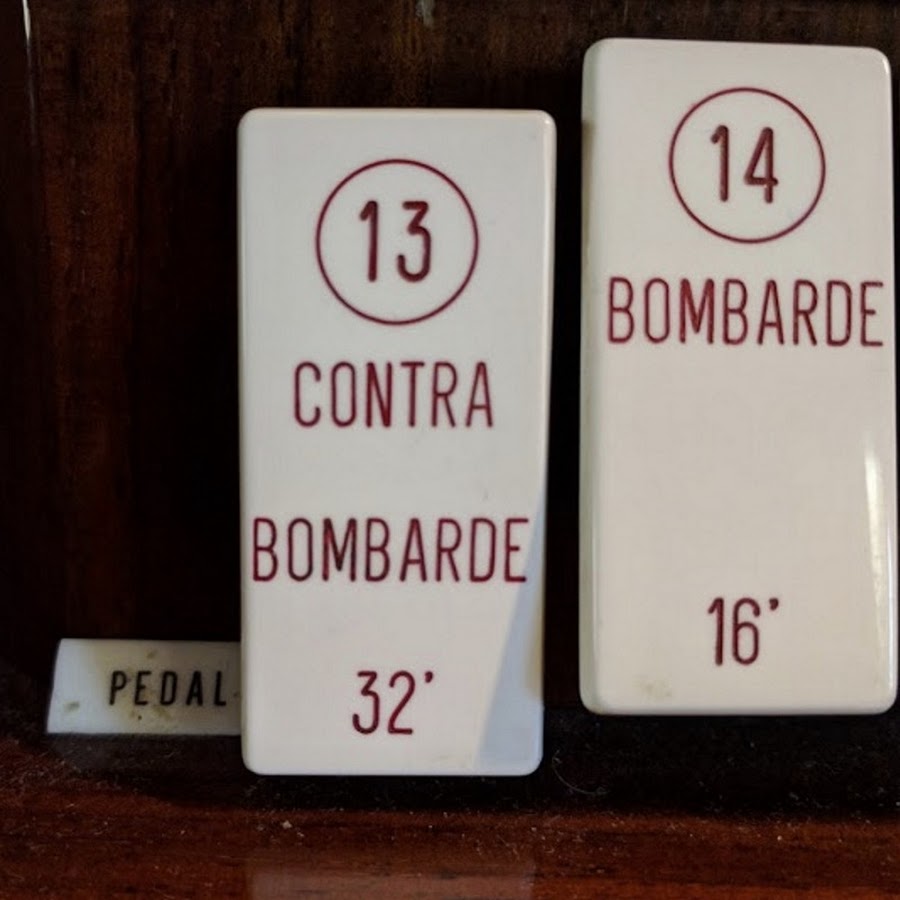 13
CONTRA
BOMBARDE
32'
14
BOMBARDE
16'
PEDAL